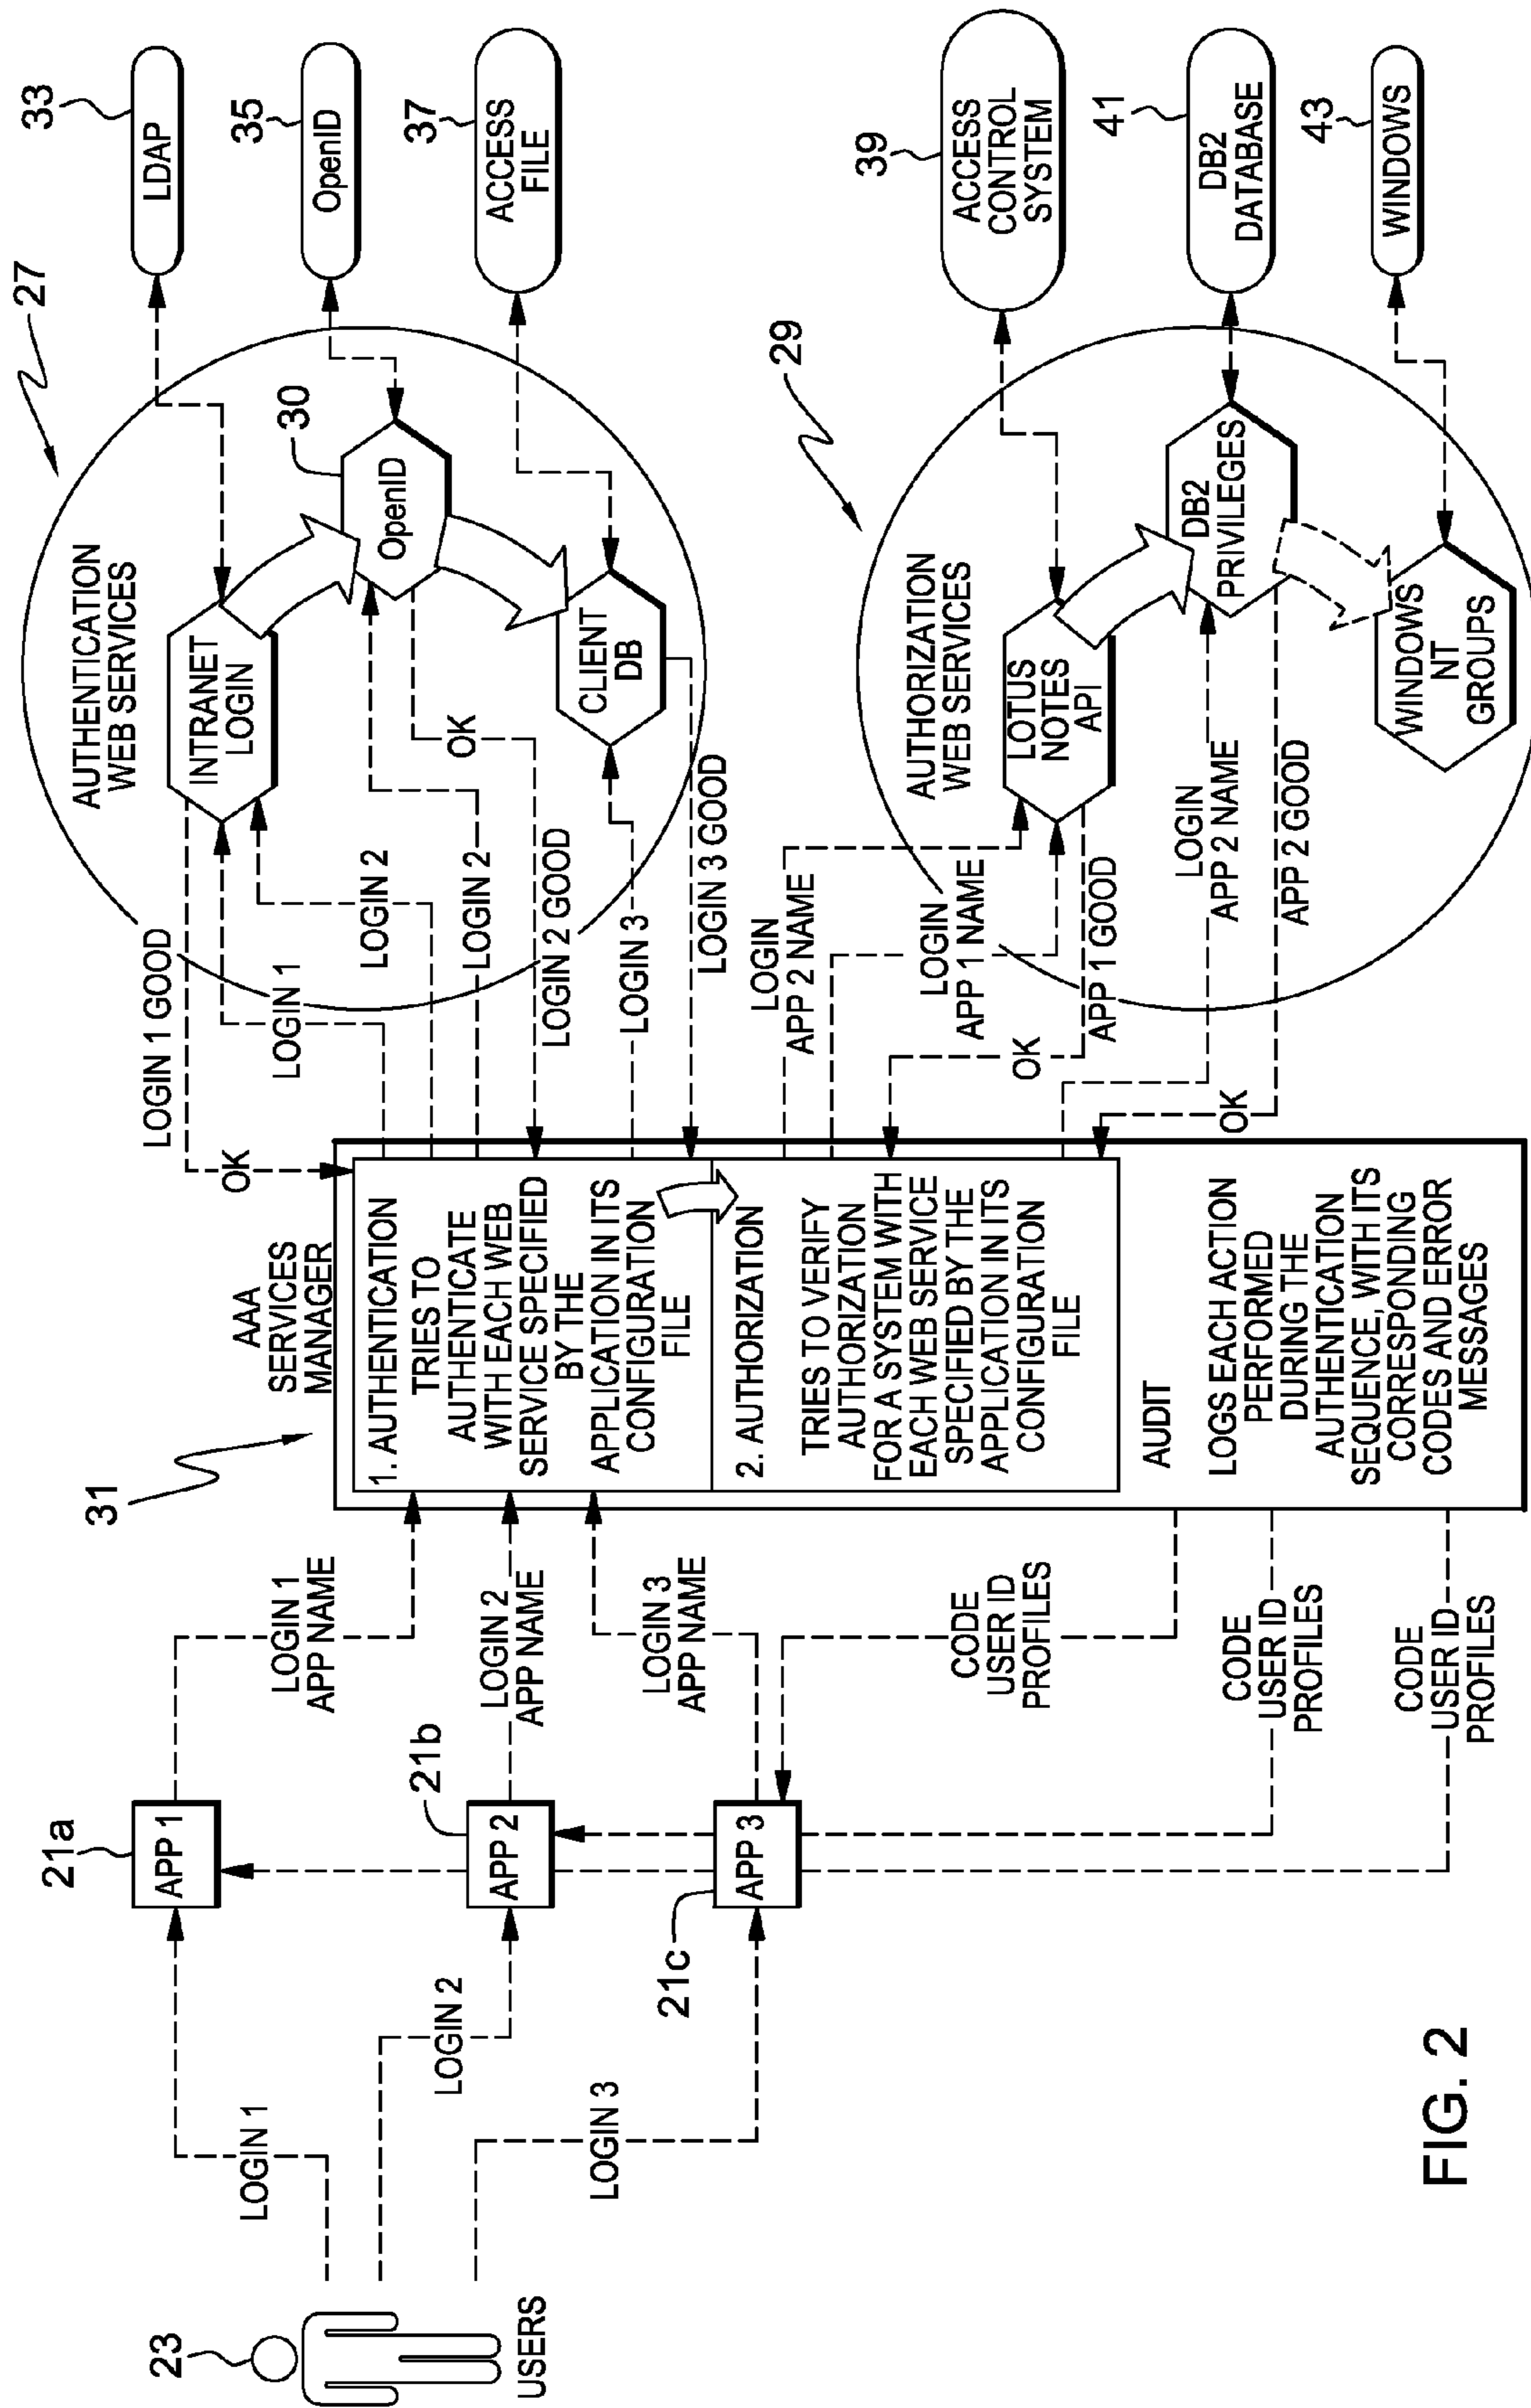 23
USERS
LOGIN 1
LOGIN 2
LOGIN 3
21a
APP 1
21b
APP 2
21c
APP 3
LOGIN 1
APP NAME
LOGIN 2
APP NAME
LOGIN 3
APP NAME
CODE
USER ID
PROFILES
CODE
USER ID
PROFILES
CODE
USER ID
PROFILES
31
AAA
SERVICES
MANAGER
1. AUTHENTICATION
TRIES TO
AUTHENTICATE
WITH EACH WEB
SERVICE SPECIFIED
BY THE
APPLICATION IN ITS
CONFIGURATION
FILE
2. AUTHORIZATION
TRIES TO VERIFY
AUTHORIZATION
FOR A SYSTEM WITH
EACH WEB SERVICE
SPECIFIED BY THE
APPLICATION IN ITS
CONFIGURATION
FILE
AUDIT
LOGS EACH ACTION
PERFORMED
DURING THE
AUTHENTICATION
SEQUENCE, WITH ITS
CORRESPONDING
CODES AND ERROR
MESSAGES
OK
LOGIN 1 GOOD
LOGIN 1
LOGIN 2
LOGIN 2
OK
LOGIN 2 GOOD
LOGIN 3
LOGIN 3 GOOD
LOGIN
APP 2 NAME
LOGIN
APP 1 NAME
OK
APP 1 GOOD
LOGIN
APP 2 NAME
OK
APP 2 GOOD
27
AUTHENTICATION
WEB SERVICES
INTRANET
LOGIN
30
OpenID
CLIENT
DB
29
AUTHORIZATION
WEB SERVICES
LOTUS
NOTES
API
DB2
PRIVILEGES
WINDOWS
NT
GROUPS
33
LDAP
35
OpenID
37
ACCESS
FILE
39
ACCESS
CONTROL
SYSTEM
41
DB2
DATABASE
43
WINDOWS
FIG. 2